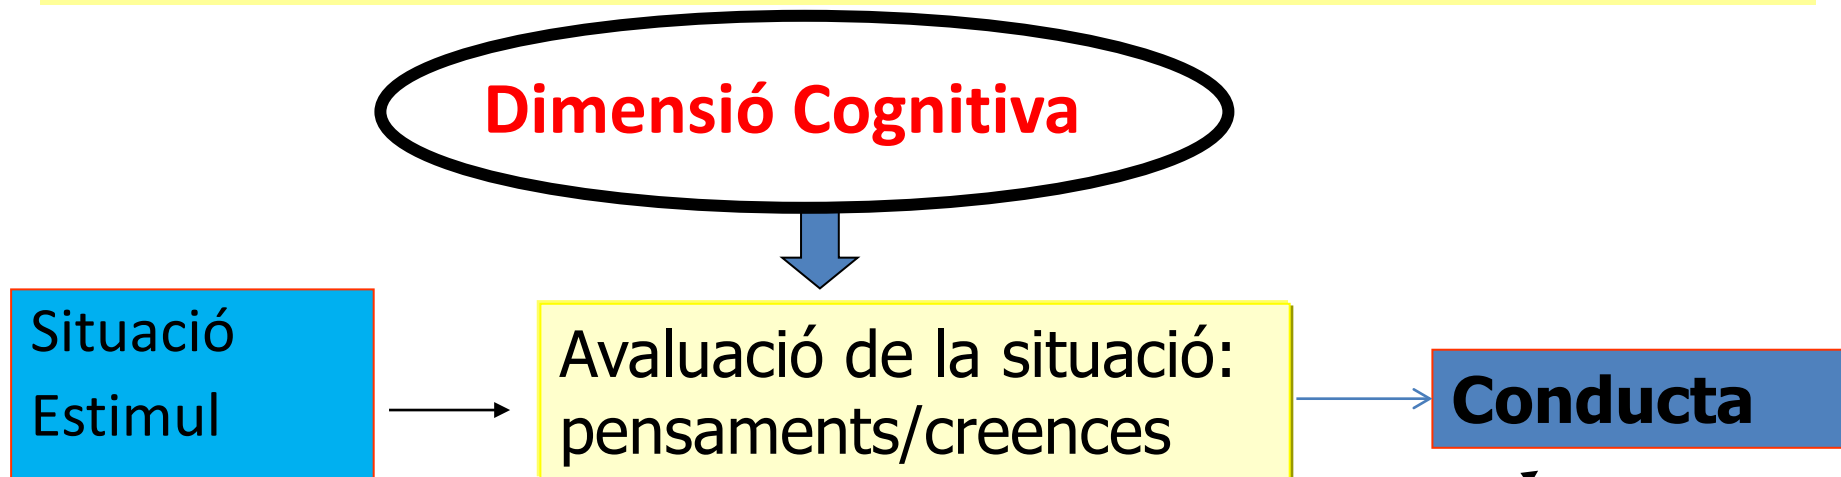 Dimensió Cognitiva
Situació
Estimul
Avaluació de la situació:
pensaments/creences
Conducta